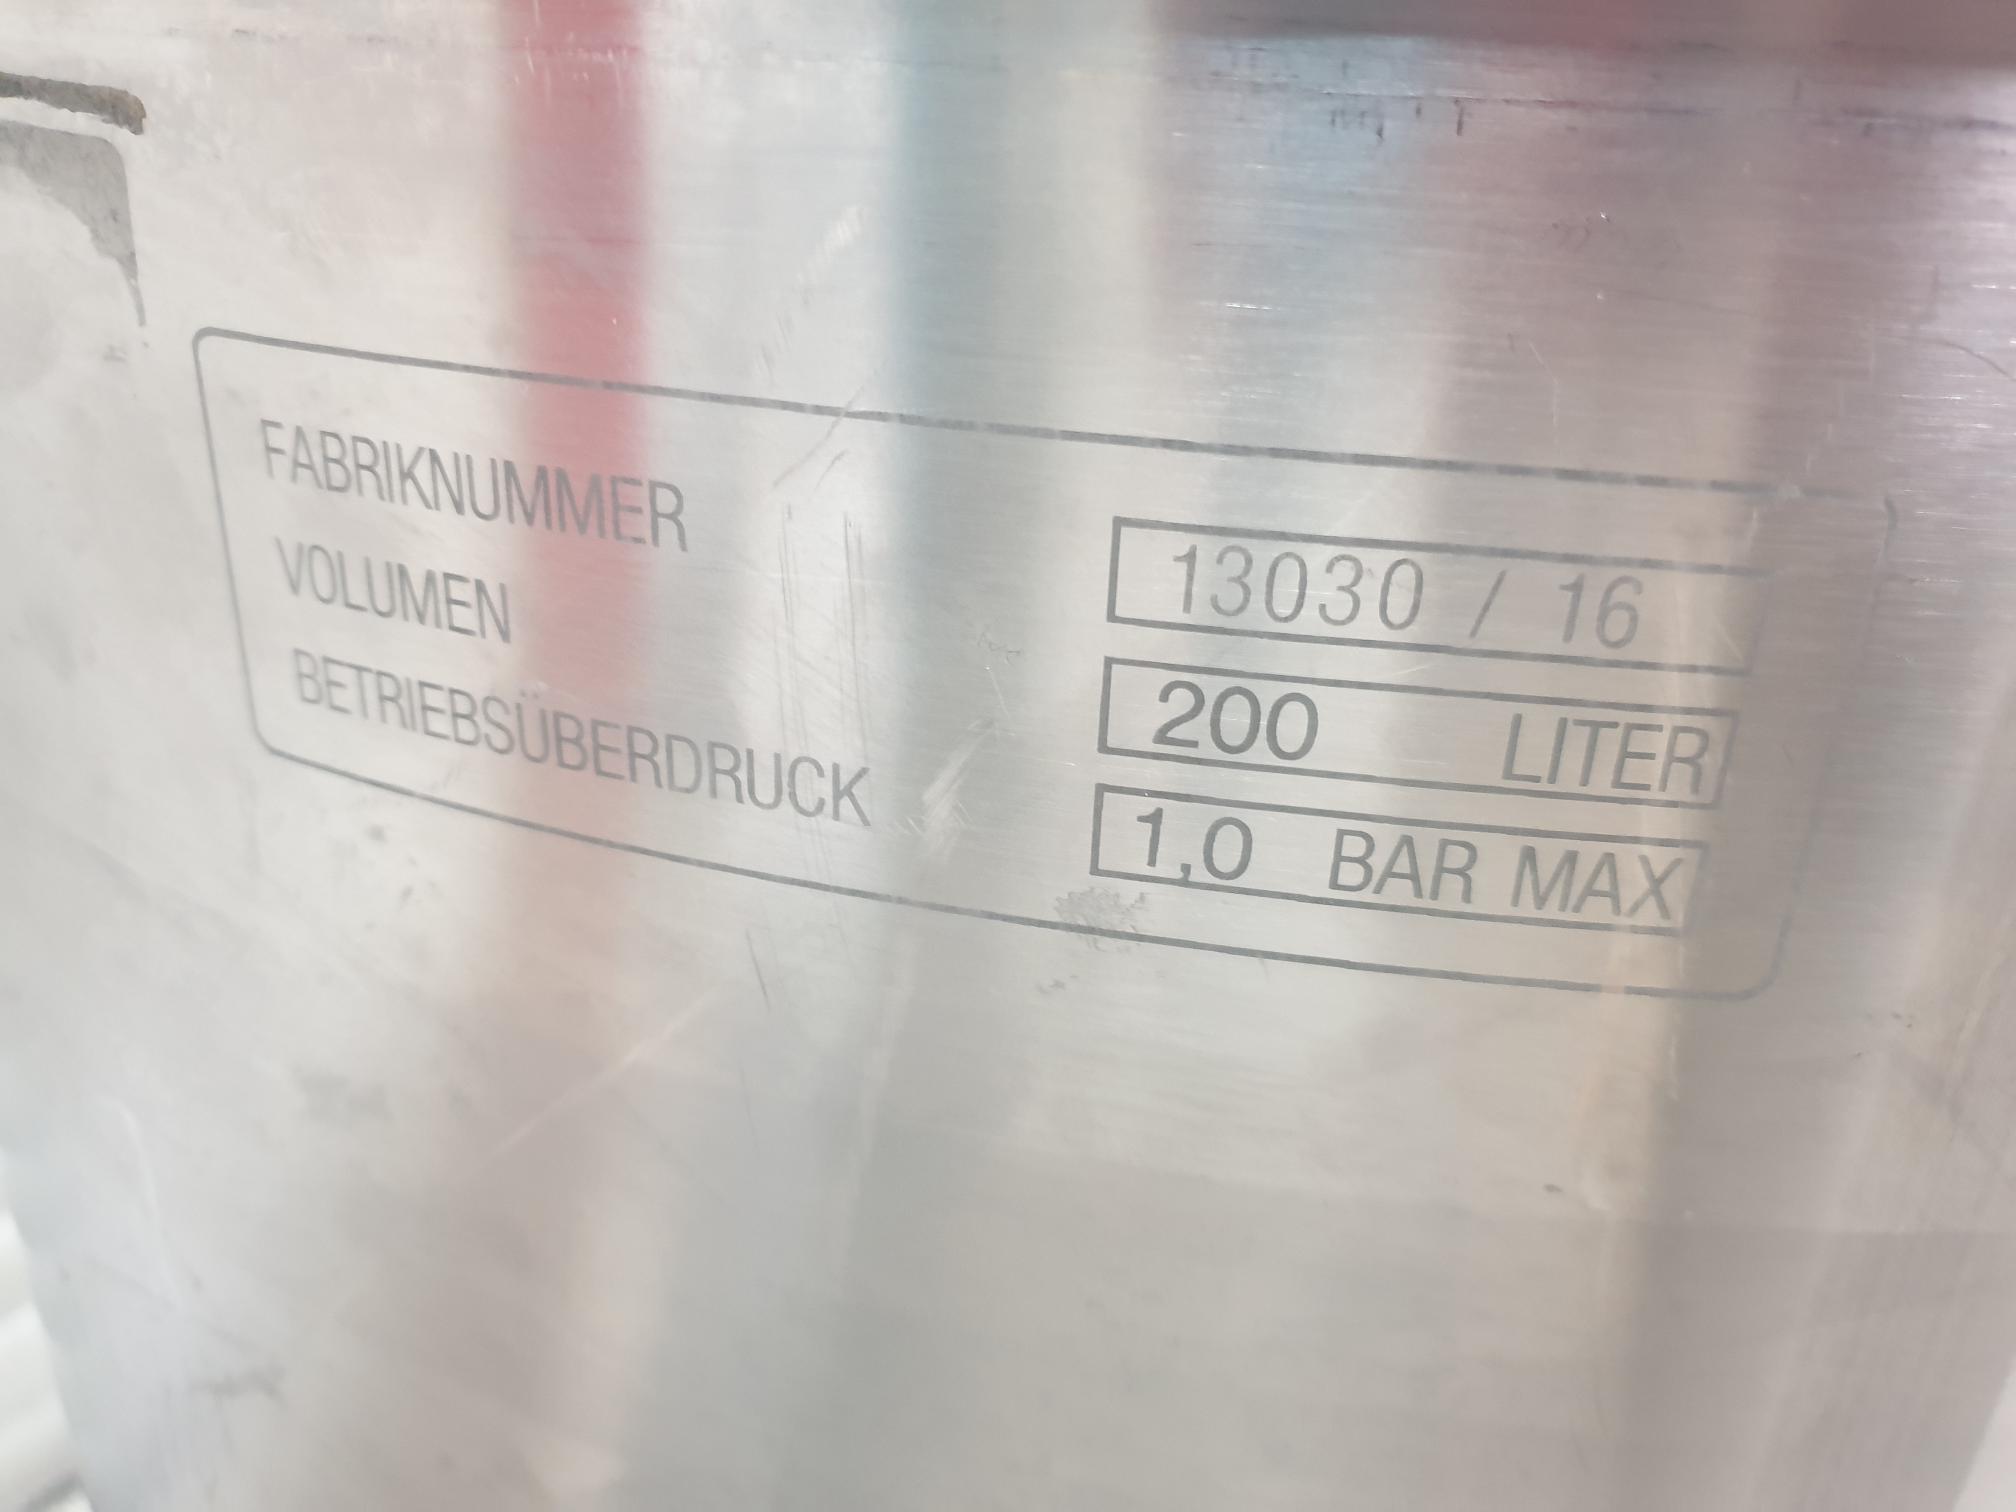 FABRIKNUMMER 13030 / 16
VOLUMEN 200 LITER
BETRIEBSÜBERDRUCK 1,0 BAR MAX